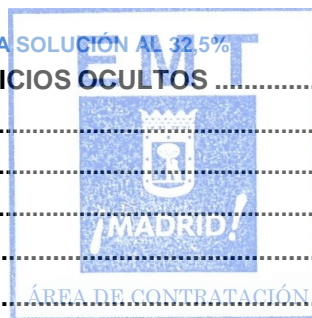 A SOLUCIÓN AL 32,5%
EMT
ICIOS OCULTOS ..............
¡MADRID!
ÁREA DE CONTRATACIÓN